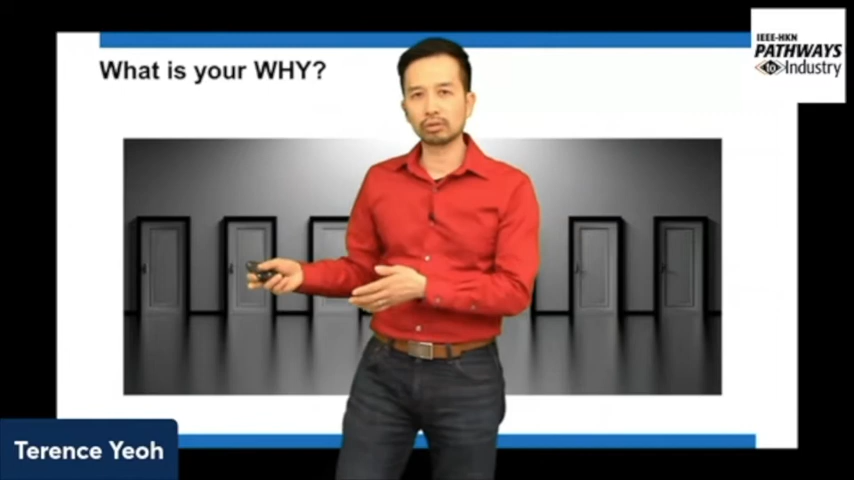 What is your WHY?
IEEE-HKN
PATHWAYS
TO Industry
Terence Yeoh